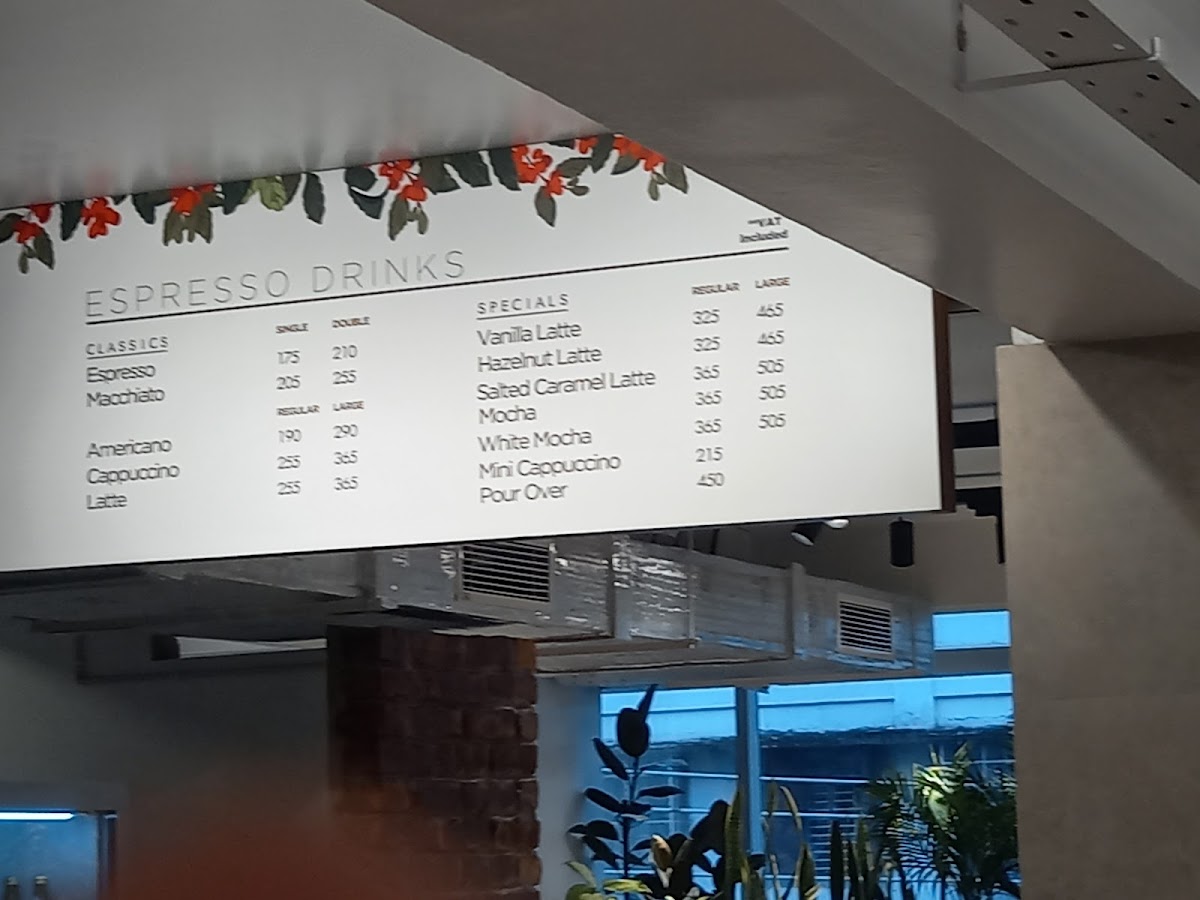 **VAT
Included
ESPRESSO DRINKS
CLASSICS SINGLE DOUBLE
Espresso 175 210
Macchiato 205 255
REGULAR LARGE
Americano 190 290
Cappuccino 255 365
Latte 255 365
SPECIALS REGULAR LARGE
Vanilla Latte 325 465
Hazelnut Latte 325 465
Salted Caramel Latte 365 505
Mocha 365 505
White Mocha 365 505
Mini Cappuccino 215
Pour Over 450